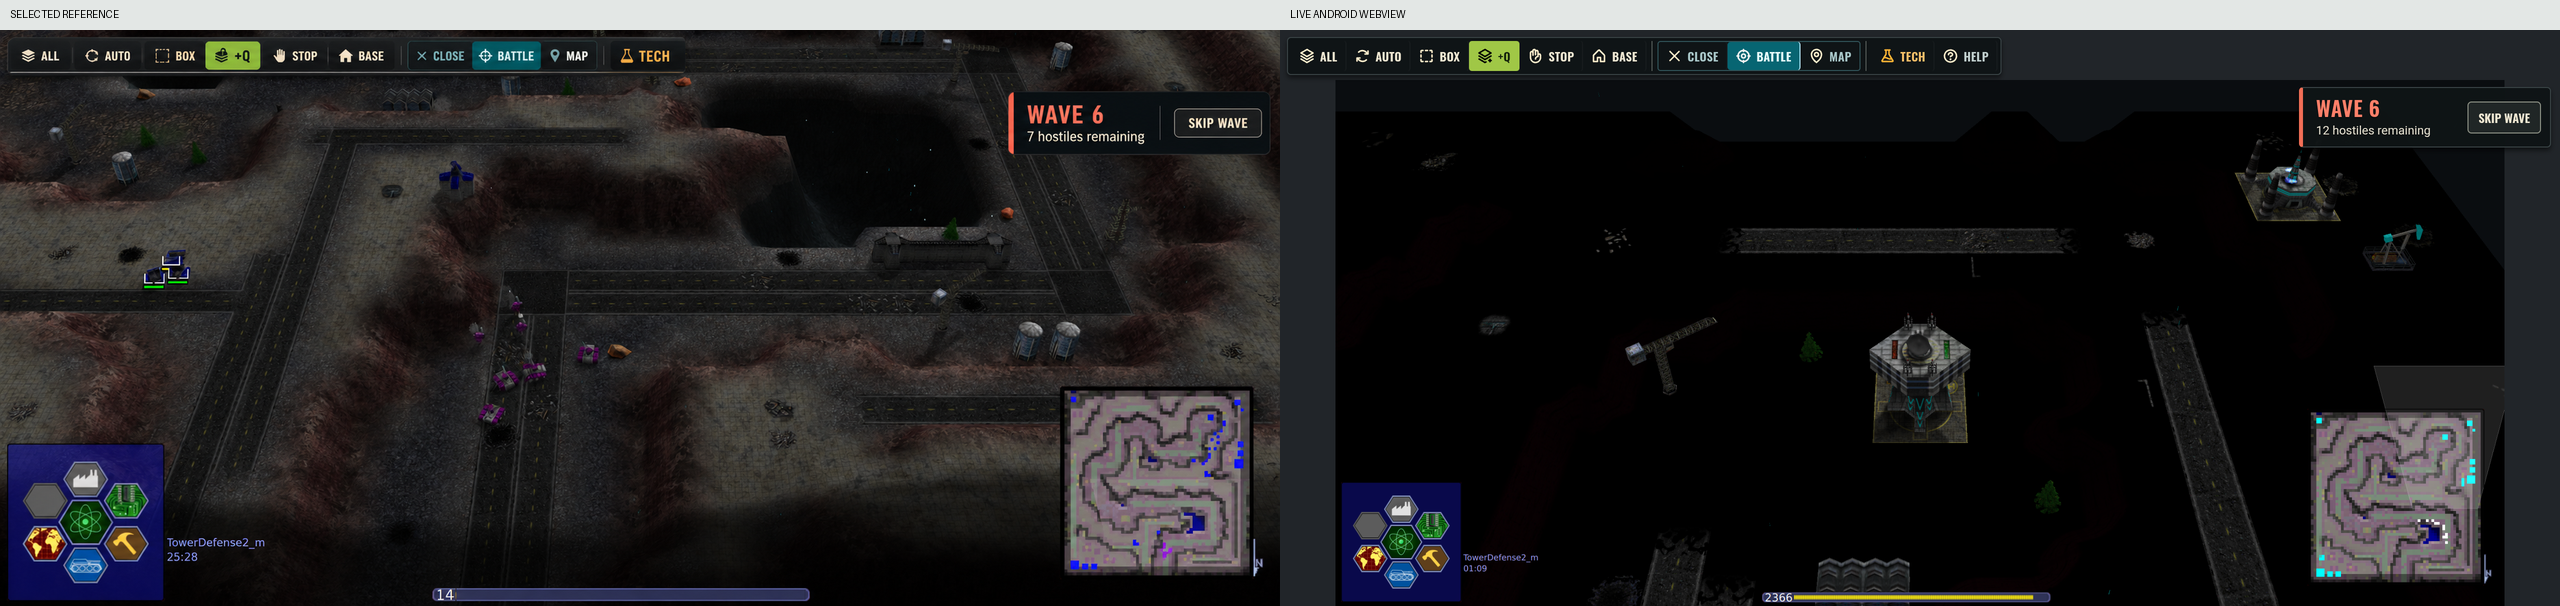 SELECTED REFERENCE
ALL AUTO BOX +Q STOP BASE CLOSE BATTLE MAP TECH
WAVE 6
7 hostiles remaining
SKIP WAVE
TowerDefense2_m
25:28
14
N
LIVE ANDROID WEBVIEW
ALL AUTO BOX +Q STOP BASE CLOSE BATTLE MAP TECH HELP
WAVE 6
12 hostiles remaining
SKIP WAVE
TowerDefense2_m
01:09
2366
N